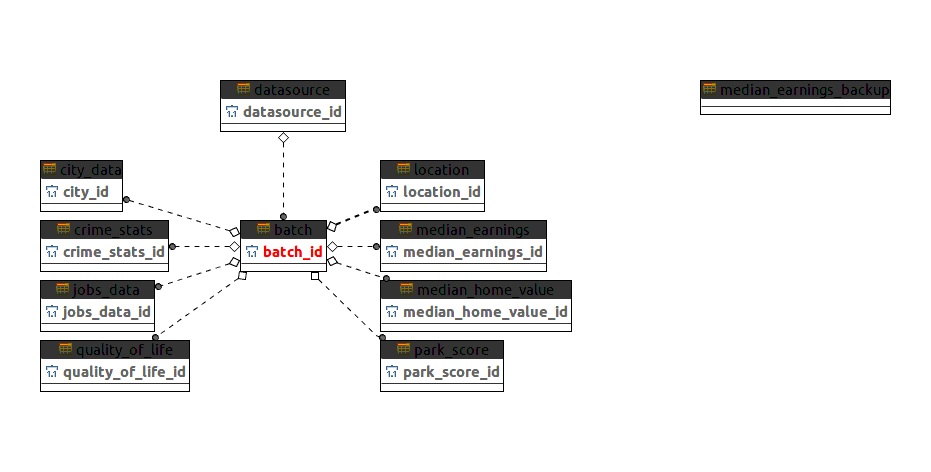 datasource
1.1 datasource_id
median_earnings_backup
city_data
1.1 city_id
location
1.1 location_id
crime_stats
1.1 crime_stats_id
batch
1.1 batch_id
median_earnings
1.1 median_earnings_id
jobs_data
1.1 jobs_data_id
median_home_value
1.1 median_home_value_id
quality_of_life
1.1 quality_of_life_id
park_score
1.1 park_score_id